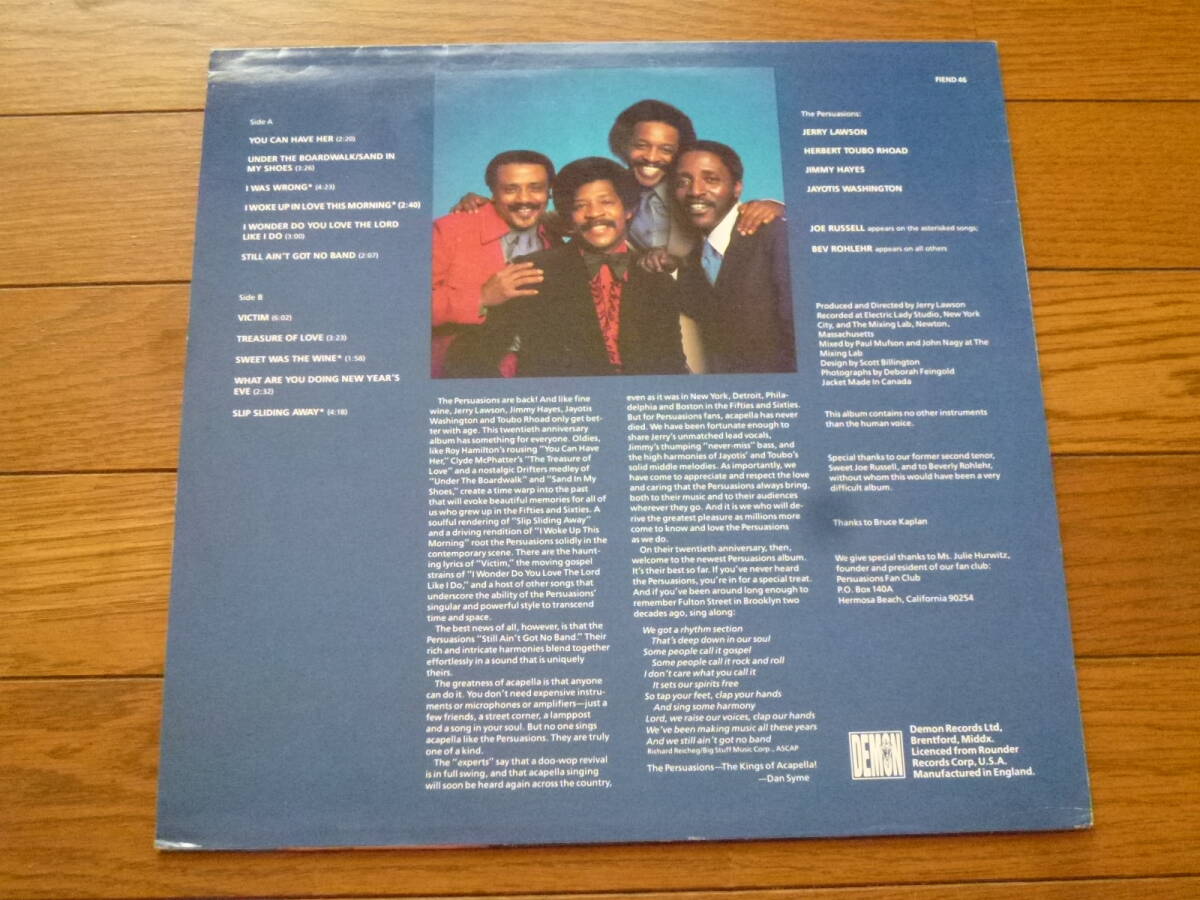 FIEND 46
Side A
YOU CAN HAVE HER (2:20)
UNDER THE BOARDWALK/SAND IN
MY SHOES (3:26)
I WAS WRONG* (4:23)
I WOKE UP IN LOVE THIS MORNING* (2:40)
I WONDER DO YOU LOVE THE LORD
LIKE I DO (3:00)
STILL AIN'T GOT NO BAND (2:07)
Side B
VICTIM (6:02)
TREASURE OF LOVE (3:23)
SWEET WAS THE WINE* (1:58)
WHAT ARE YOU DOING NEW YEAR'S
EVE (2:32)
SLIP SLIDING AWAY* (4:18)
The Persuasions are back! And like fine
wine, Jerry Lawson, Jimmy Hayes, Jayotis
Washington and Toubo Rhoad only get bet-
ter with age. This twentieth anniversary
album has something for everyone. Oldies,
like Roy Hamilton's rousing "You Can Have
Her," Clyde McPhatter's "The Treasure of
Love" and a nostalgic Drifters medley of
"Under The Boardwalk" and "Sand In My
Shoes," create a time warp into the past
that will evoke beautiful memories for all of
us who grew up in the Fifties and Sixties. A
soulful rendering of "Slip Sliding Away"
and a driving rendition of "I Woke Up This
Morning" root the Persuasions solidly in the
contemporary scene. There are the haunt-
ing lyrics of "Victim," the moving gospel
strains of "I Wonder Do You Love The Lord
Like I Do," and a host of other songs that
underscore the ability of the Persuasions'
singular and powerful style to transcend
time and space.
The best news of all, however, is that the
Persuasions "Still Ain't Got No Band." Their
rich and intricate harmonies blend together
effortlessly in a sound that is uniquely
theirs.
The greatness of acapella is that anyone
can do it. You don't need expensive instru-
ments or microphones or amplifiers—just a
few friends, a street corner, a lamppost
and a song in your soul. But no one sings
acapella like the Persuasions. They are truly
one of a kind.
The "experts" say that a doo-wop revival
is in full swing, and that acapella singing
will soon be heard again across the country,
even as it was in New York, Detroit, Phila-
delphia and Boston in the Fifties and Sixties.
But for Persuasions fans, acapella has never
died. We have been fortunate enough to
share Jerry's unmatched lead vocals,
Jimmy's thumping "never-miss" bass, and
the high harmonies of Jayotis' and Toubo's
solid middle melodies. As importantly, we
have come to appreciate and respect the love
and caring that the Persuasions always bring,
both to their music and to their audiences
wherever they go. And it is we who will de-
rive the greatest pleasure as millions more
come to know and love the Persuasions
as we do.
On their twentieth anniversary, then,
welcome to the newest Persuasions album.
It's their best so far. If you've never heard
the Persuasions, you're in for a special treat.
And if you've been around long enough to
remember Fulton Street in Brooklyn two
decades ago, sing along:
We got a rhythm section
That's deep down in our soul
Some people call it gospel
Some people call it rock and roll
I don't care what you call it
It sets our spirits free
So tap your feet, clap your hands
And sing some harmony
Lord, we raise our voices, clap our hands
We've been making music all these years
And we still ain't got no band
Richard Reicheg/Big Stuff Music Corp., ASCAP
The Persuasions—The Kings of Acapella!
—Dan Syme
The Persuasions:
JERRY LAWSON
HERBERT TOUBO RHOAD
JIMMY HAYES
JAYOTIS WASHINGTON
JOE RUSSELL appears on the asterisked songs;
BEV ROHLEHR appears on all others
Produced and Directed by Jerry Lawson
Recorded at Electric Lady Studio, New York
City, and The Mixing Lab, Newton,
Massachusetts
Mixed by Paul Mufson and John Nagy at The
Mixing Lab
Design by Scott Billington
Photographs by Deborah Feingold
Jacket Made In Canada
This album contains no other instruments
than the human voice.
Special thanks to our former second tenor,
Sweet Joe Russell, and to Beverly Rohlehr,
without whom this would have been a very
difficult album.
Thanks to Bruce Kaplan
We give special thanks to Ms. Julie Hurwitz,
founder and president of our fan club:
Persuasions Fan Club
P.O. Box 140A
Hermosa Beach, California 90254
DEMON
Demon Records Ltd,
Brentford, Middx.
Licenced from Rounder
Records Corp, U.S.A.
Manufactured in England.